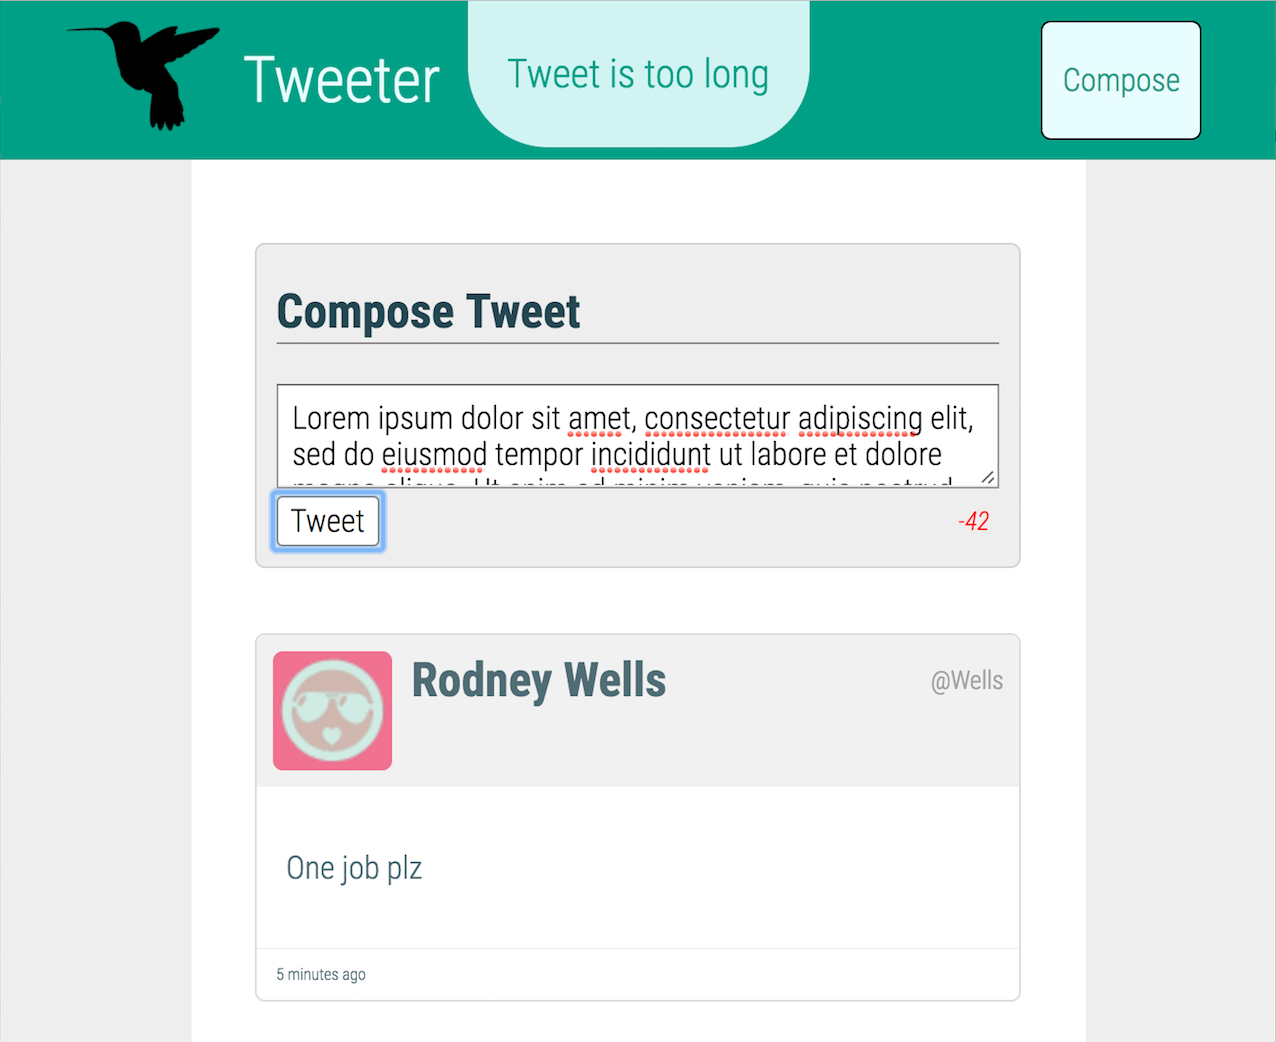 Tweeter
Tweet is too long
Compose
Compose Tweet
Lorem ipsum dolor sit amet, consectetur adipiscing elit,
sed do eiusmod tempor incididunt ut labore et dolore
Tweet
-42
Rodney Wells
@Wells
One job plz
5 minutes ago